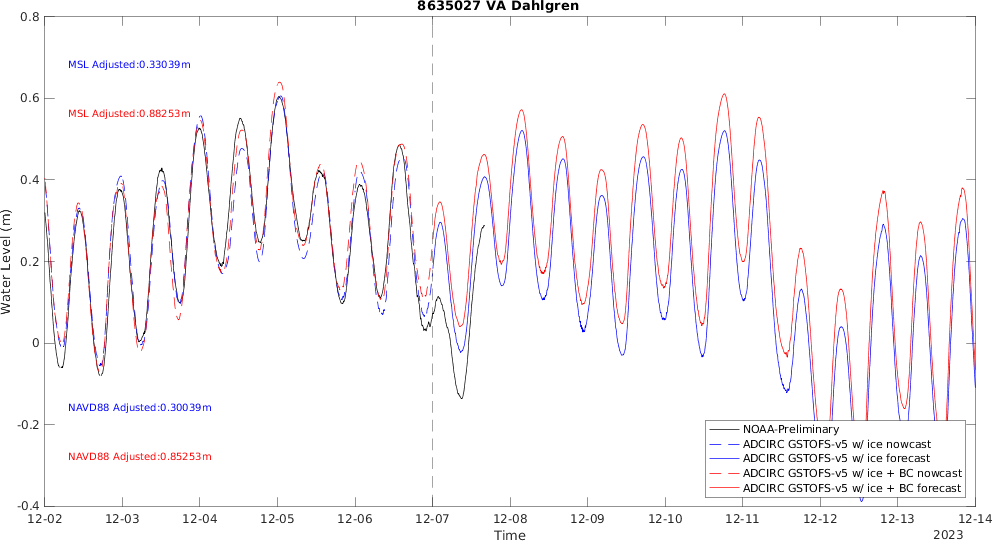 8635027 VA Dahlgren
0.8
0.6
0.4
0.2
0
-0.2
-0.4
Water Level (m)
MSL Adjusted:0.33039m
MSL Adjusted:0.88253m
NAVD88 Adjusted:0.30039m
NAVD88 Adjusted:0.85253m
NOAA-Preliminary
ADCIRC GSTOFS-v5 w/ ice nowcast
ADCIRC GSTOFS-v5 w/ ice forecast
ADCIRC GSTOFS-v5 w/ ice + BC nowcast
ADCIRC GSTOFS-v5 w/ ice + BC forecast
12-02 12-03 12-04 12-05 12-06 12-07 12-08 12-09 12-10 12-11 12-12 12-13 12-14
Time
2023